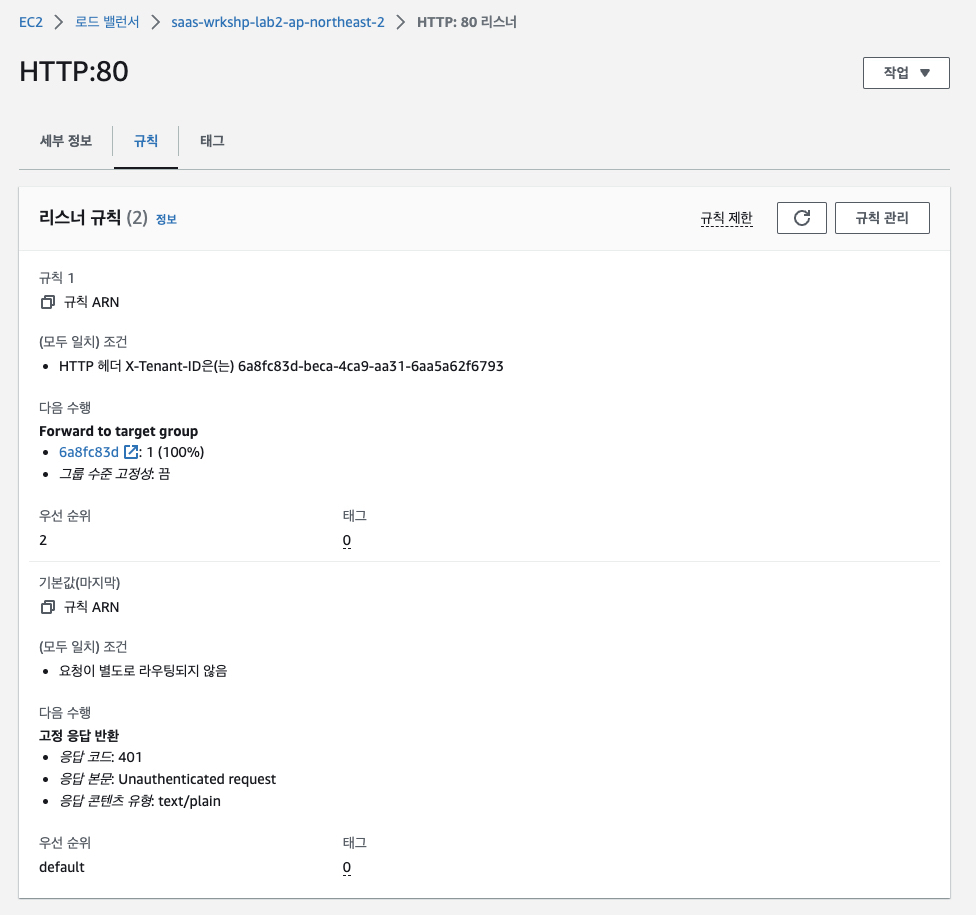 EC2 > 로드 밸런서 > saas-wrkshp-lab2-ap-northeast-2 > HTTP: 80 리스너
HTTP:80
작업 ▼
세부 정보
규칙
태그
리스너 규칙 (2) 정보
규칙 제한
규칙 관리
규칙 1
규칙 ARN
(모두 일치) 조건
• HTTP 헤더 X-Tenant-ID은(는) 6a8fc83d-beca-4ca9-aa31-6aa5a62f6793
다음 수행
Forward to target group
• 6a8fc83d: 1 (100%)
• 그룹 수준 고정성: 끔
우선 순위 태그
2 0
기본값(마지막)
규칙 ARN
(모두 일치) 조건
• 요청이 별도로 라우팅되지 않음
다음 수행
고정 응답 반환
• 응답 코드: 401
• 응답 본문: Unauthenticated request
• 응답 콘텐츠 유형: text/plain
우선 순위 태그
default 0